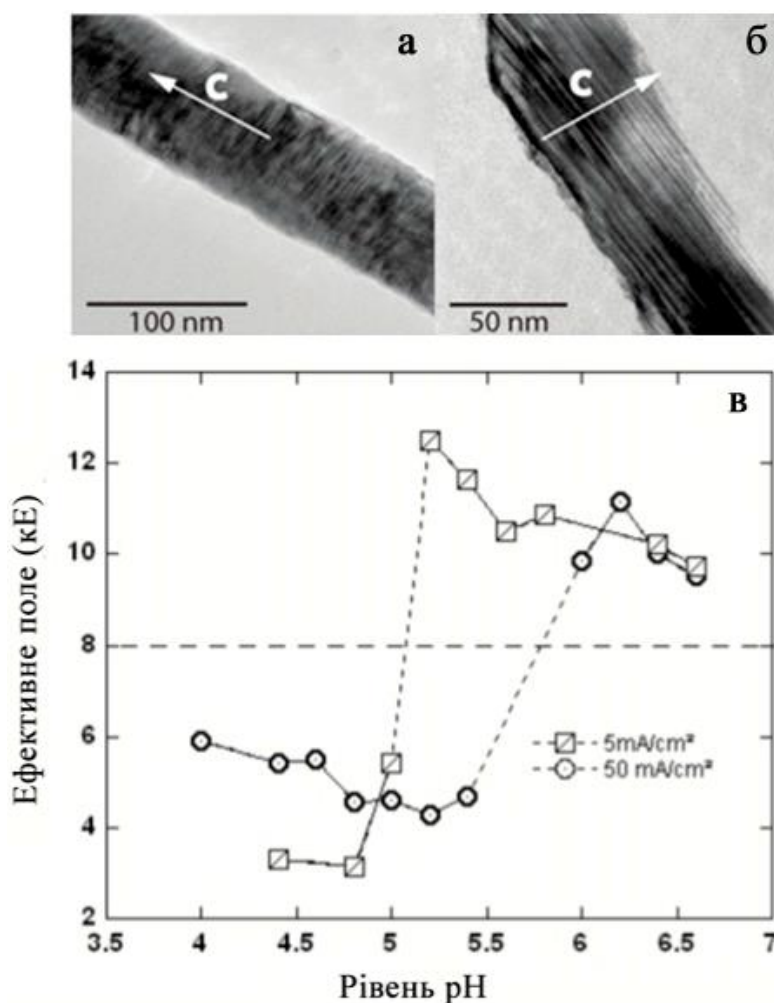 а
б
C
C
100 nm
50 nm
в
14
12
10
8
6
4
2
Ефективне поле (кЕ)
5mA/cm²
50 mA/cm²
3.5 4 4.5 5 5.5 6 6.5 7
Рівень pH